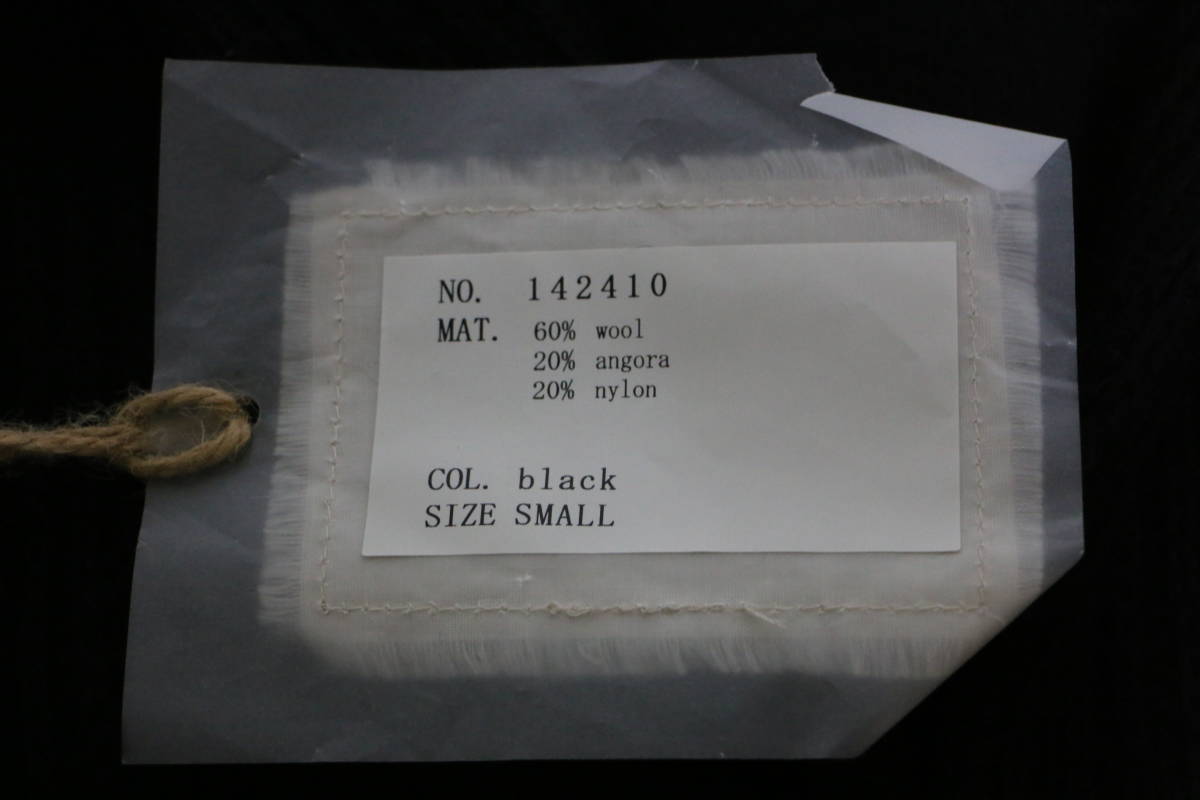 NO. 142410
MAT. 60% wool
20% angora
20% nylon
COL. black
SIZE SMALL